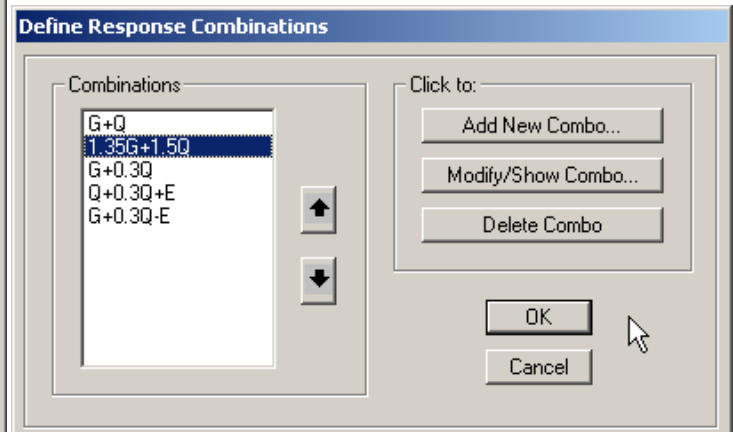 Define Response Combinations
Combinations
G+Q
1.35G+1.5Q
G+0.3Q
Q+0.3Q+E
G+0.3Q-E
Click to:
Add New Combo...
Modify/Show Combo...
Delete Combo
OK
Cancel